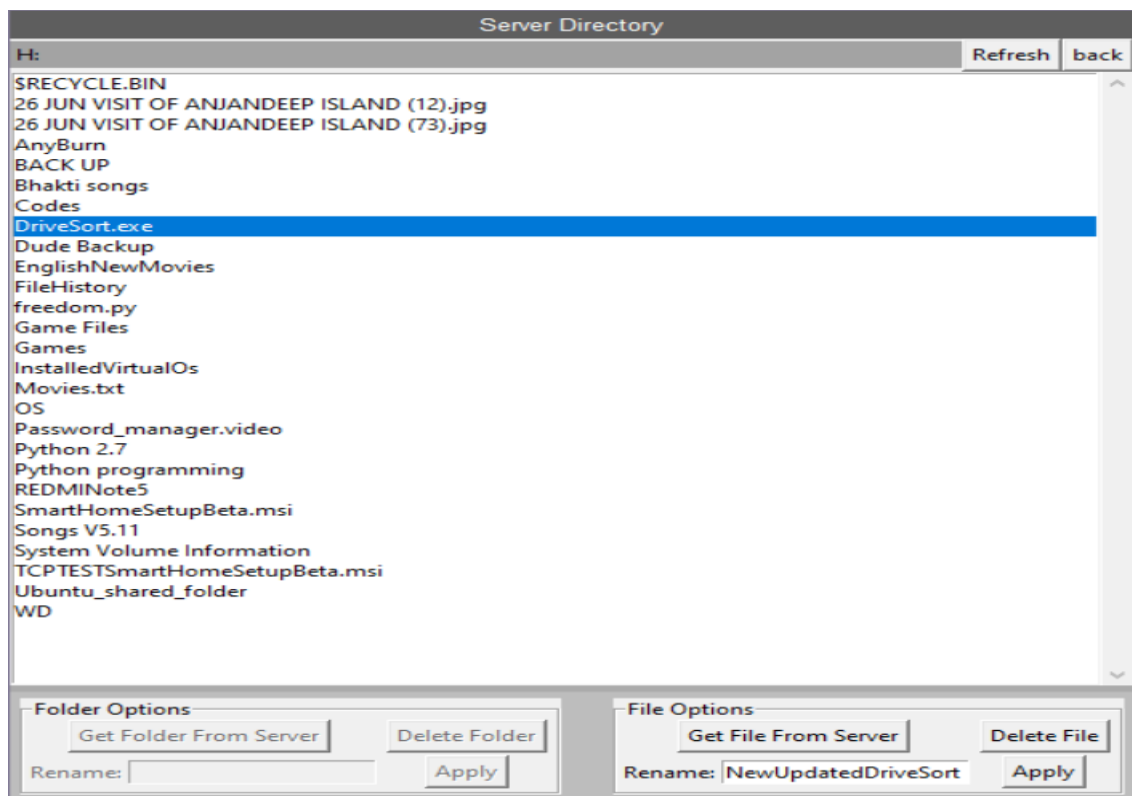 Server Directory
H: Refresh back
$RECYCLE.BIN
26 JUN VISIT OF ANJANDEEP ISLAND (12).jpg
26 JUN VISIT OF ANJANDEEP ISLAND (73).jpg
AnyBurn
BACK UP
Bhakti songs
Codes
DriveSort.exe
Dude Backup
EnglishNewMovies
FileHistory
freedom.py
Game Files
Games
InstalledVirtualOs
Movies.txt
OS
Password_manager.video
Python 2.7
Python programming
REDMINote5
SmartHomeSetupBeta.msi
Songs V5.11
System Volume Information
TCPTESTSmartHomeSetupBeta.msi
Ubuntu_shared_folder
WD
Folder Options
Get Folder From Server Delete Folder
Rename: Apply
File Options
Get File From Server Delete File
Rename: NewUpdatedDriveSort Apply